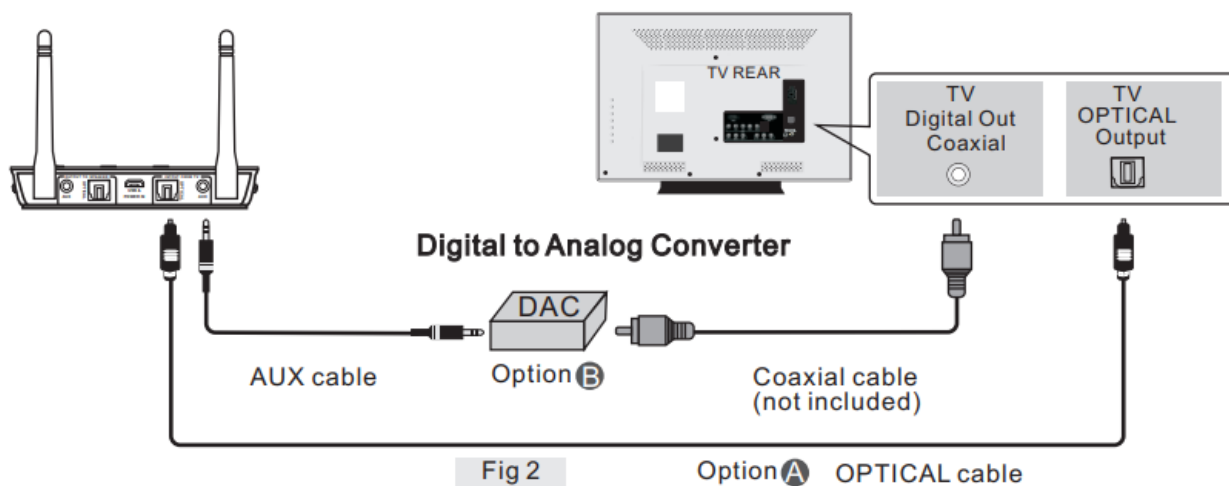 TV REAR
TV
Digital Out
Coaxial
TV
OPTICAL
Output
Digital to Analog Converter
DAC
AUX cable
Option B
Coaxial cable
(not included)
Fig 2
Option A OPTICAL cable